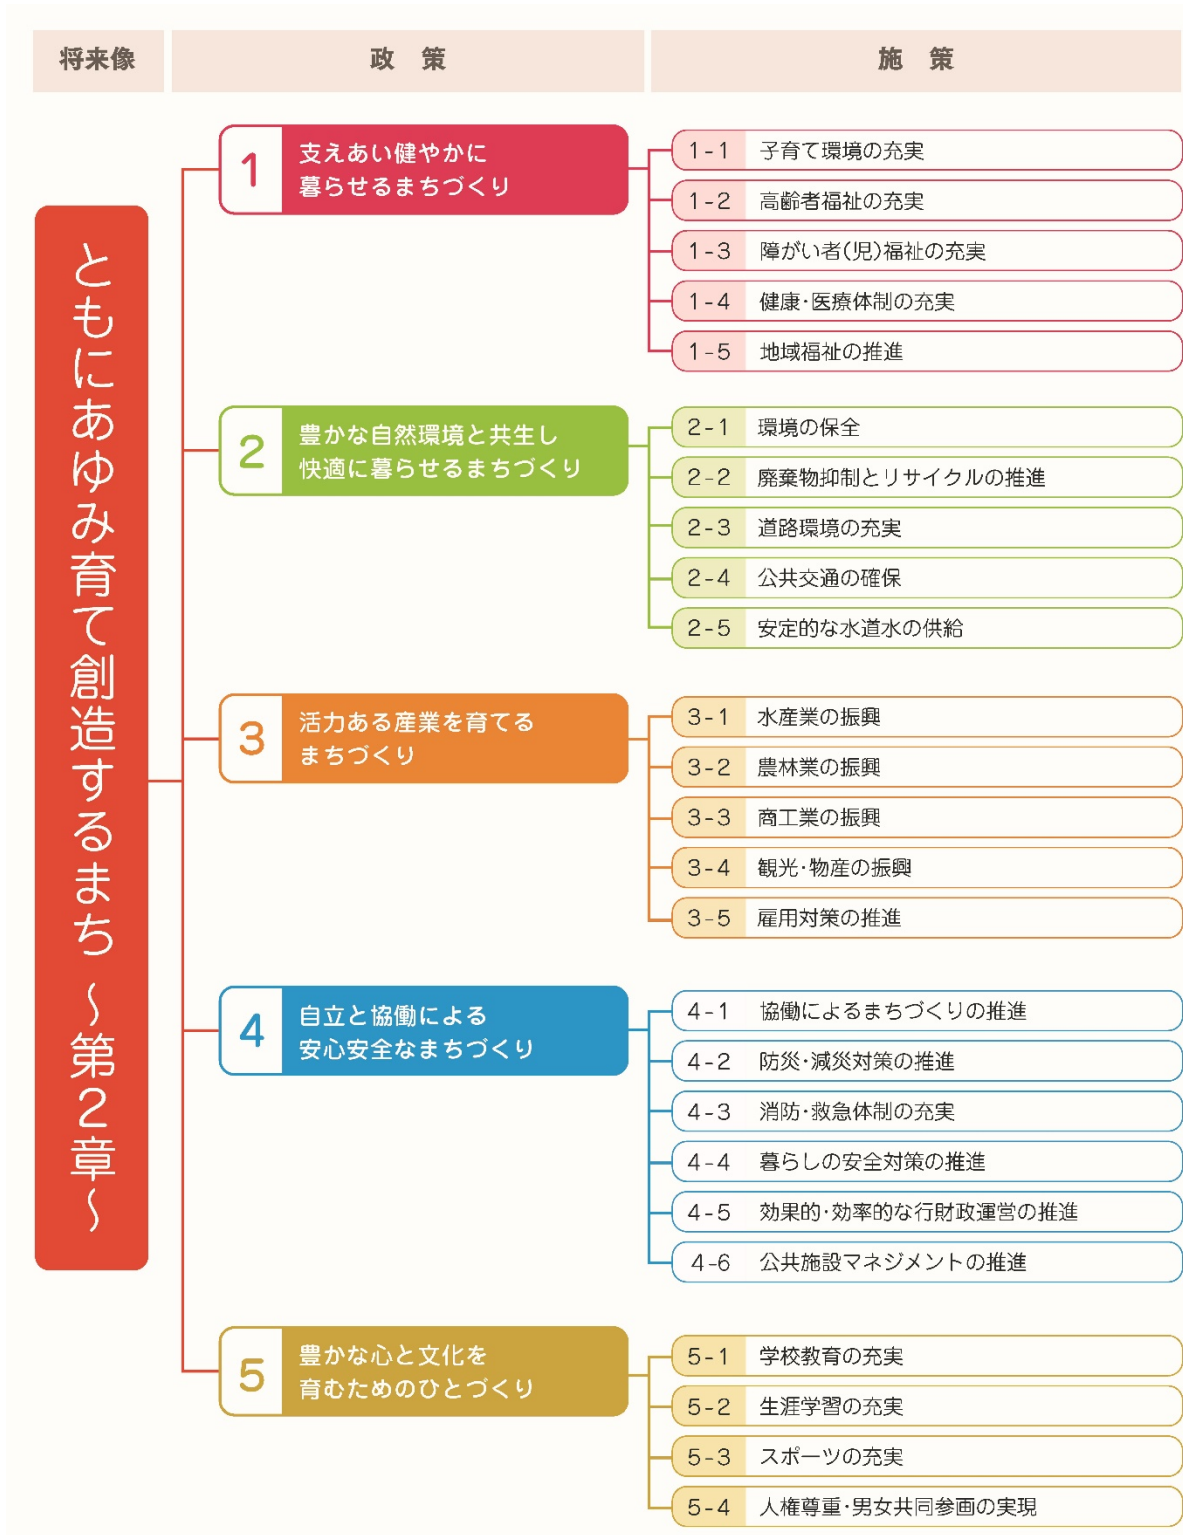 将来像
政 策
施 策
ともにあゆみ育て創造するまち ～第2章～
1
支えあい健やかに
暮らせるまちづくり
1-1 子育て環境の充実
1-2 高齢者福祉の充実
1-3 障がい者(児)福祉の充実
1-4 健康・医療体制の充実
1-5 地域福祉の推進
2
豊かな自然環境と共生し
快適に暮らせるまちづくり
2-1 環境の保全
2-2 廃棄物抑制とリサイクルの推進
2-3 道路環境の充実
2-4 公共交通の確保
2-5 安定的な水道水の供給
3
活力ある産業を育てる
まちづくり
3-1 水産業の振興
3-2 農林業の振興
3-3 商工業の振興
3-4 観光・物産の振興
3-5 雇用対策の推進
4
自立と協働による
安心安全なまちづくり
4-1 協働によるまちづくりの推進
4-2 防災・減災対策の推進
4-3 消防・救急体制の充実
4-4 暮らしの安全対策の推進
4-5 効果的・効率的な行財政運営の推進
4-6 公共施設マネジメントの推進
5
豊かな心と文化を
育むためのひとづくり
5-1 学校教育の充実
5-2 生涯学習の充実
5-3 スポーツの充実
5-4 人権尊重・男女共同参画の実現